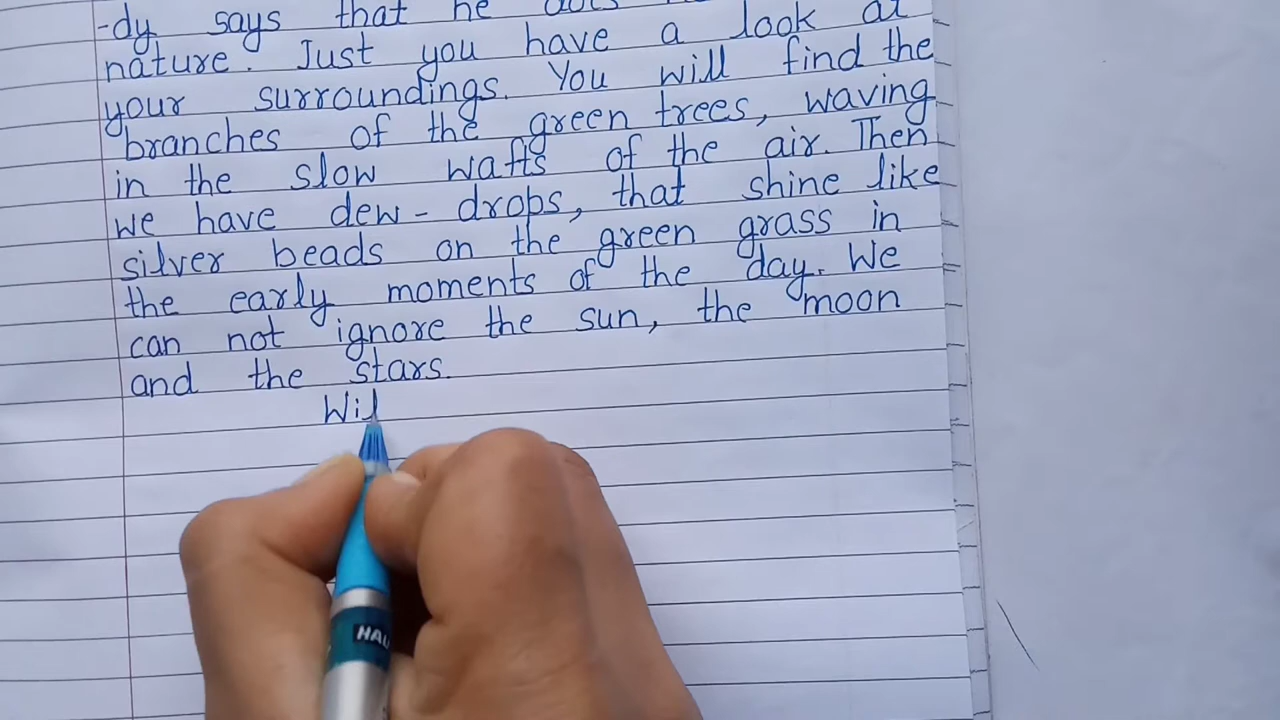 -dy says that he
nature. Just you have a look at
your surroundings. You will find the
branches of the green trees, waving
in the slow wafts of the air. Then
we have dew- drops, that shine like
silver beads on the green grass in
the early moments of the day. We
can not ignore the sun, the moon
and the stars.
Wil
HAU